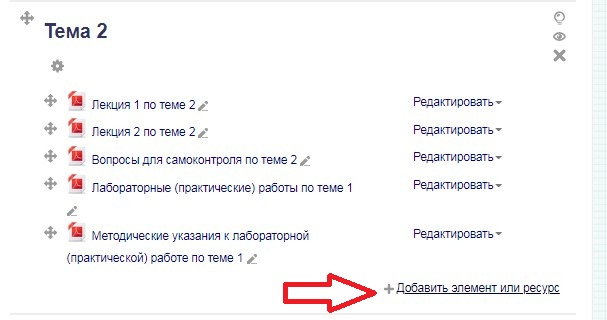 Тема 2
Лекция 1 по теме 2 Редактировать
Лекция 2 по теме 2 Редактировать
Вопросы для самоконтроля по теме 2 Редактировать
Лабораторные (практические) работы по теме 1 Редактировать
Методические указания к лабораторной Редактировать
(практической) работе по теме 1
Добавить элемент или ресурс